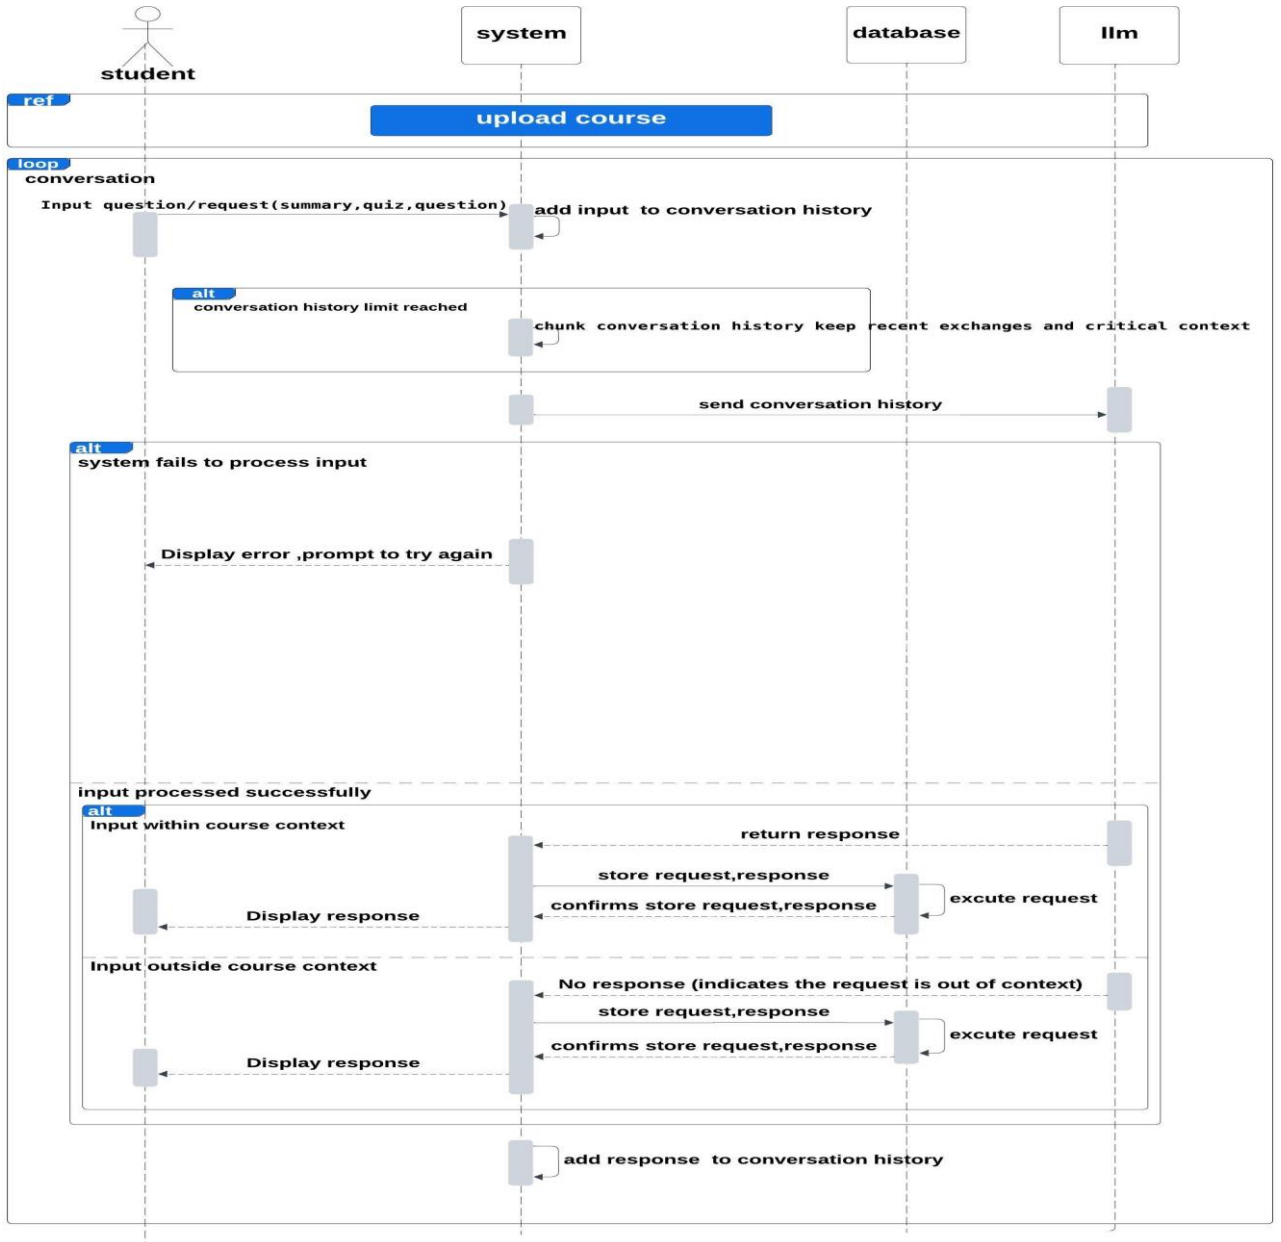 system
database
llm
student
ref
upload course
loop
conversation
Input question/request(summary,quiz,question)
add input to conversation history
alt
conversation history limit reached
chunk conversation history keep recent exchanges and critical context
send conversation history
alt
system fails to process input
Display error ,prompt to try again
input processed successfully
alt
Input within course context
return response
store request,response
excute request
confirms store request,response
Display response
Input outside course context
No response (indicates the request is out of context)
store request,response
excute request
confirms store request,response
Display response
add response to conversation history